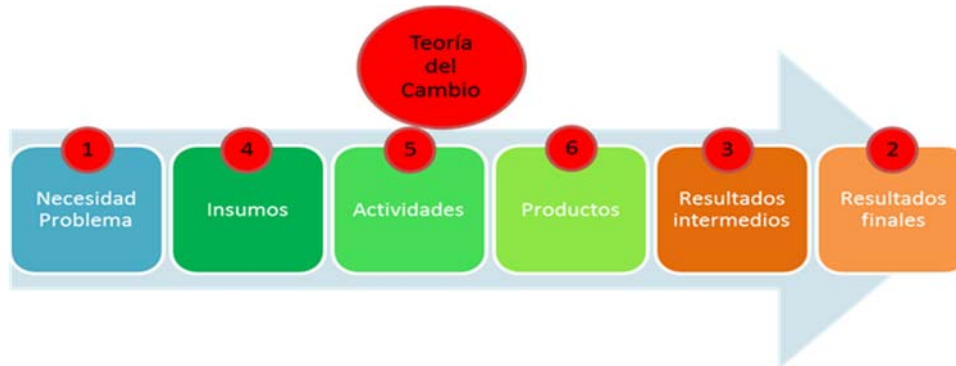 Teoría
del
Cambio
1
4
5
6
3
2
Necesidad
Problema
Insumos
Actividades
Productos
Resultados
intermedios
Resultados
finales